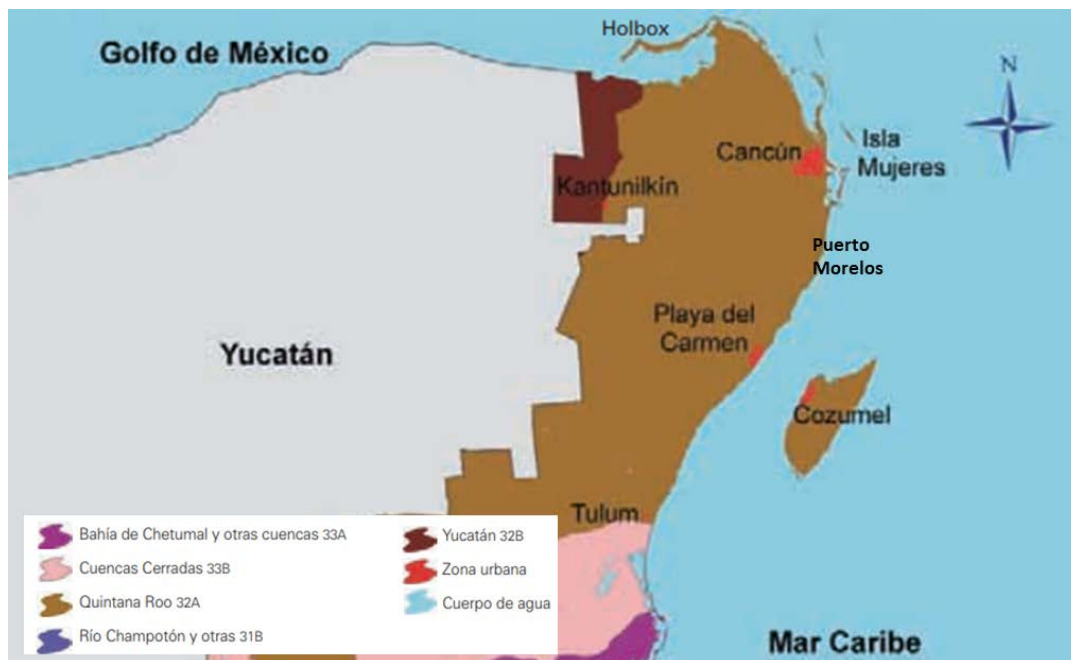 Golfo de México
Holbox
N
Cancún
Isla
Mujeres
Kantunilkín
Puerto
Morelos
Playa del
Carmen
Yucatán
Cozumel
Tulum
Bahía de Chetumal y otras cuencas 33A
Cuencas Cerradas 33B
Quintana Roo 32A
Río Champotón y otras 31B
Yucatán 32B
Zona urbana
Cuerpo de agua
Mar Caribe